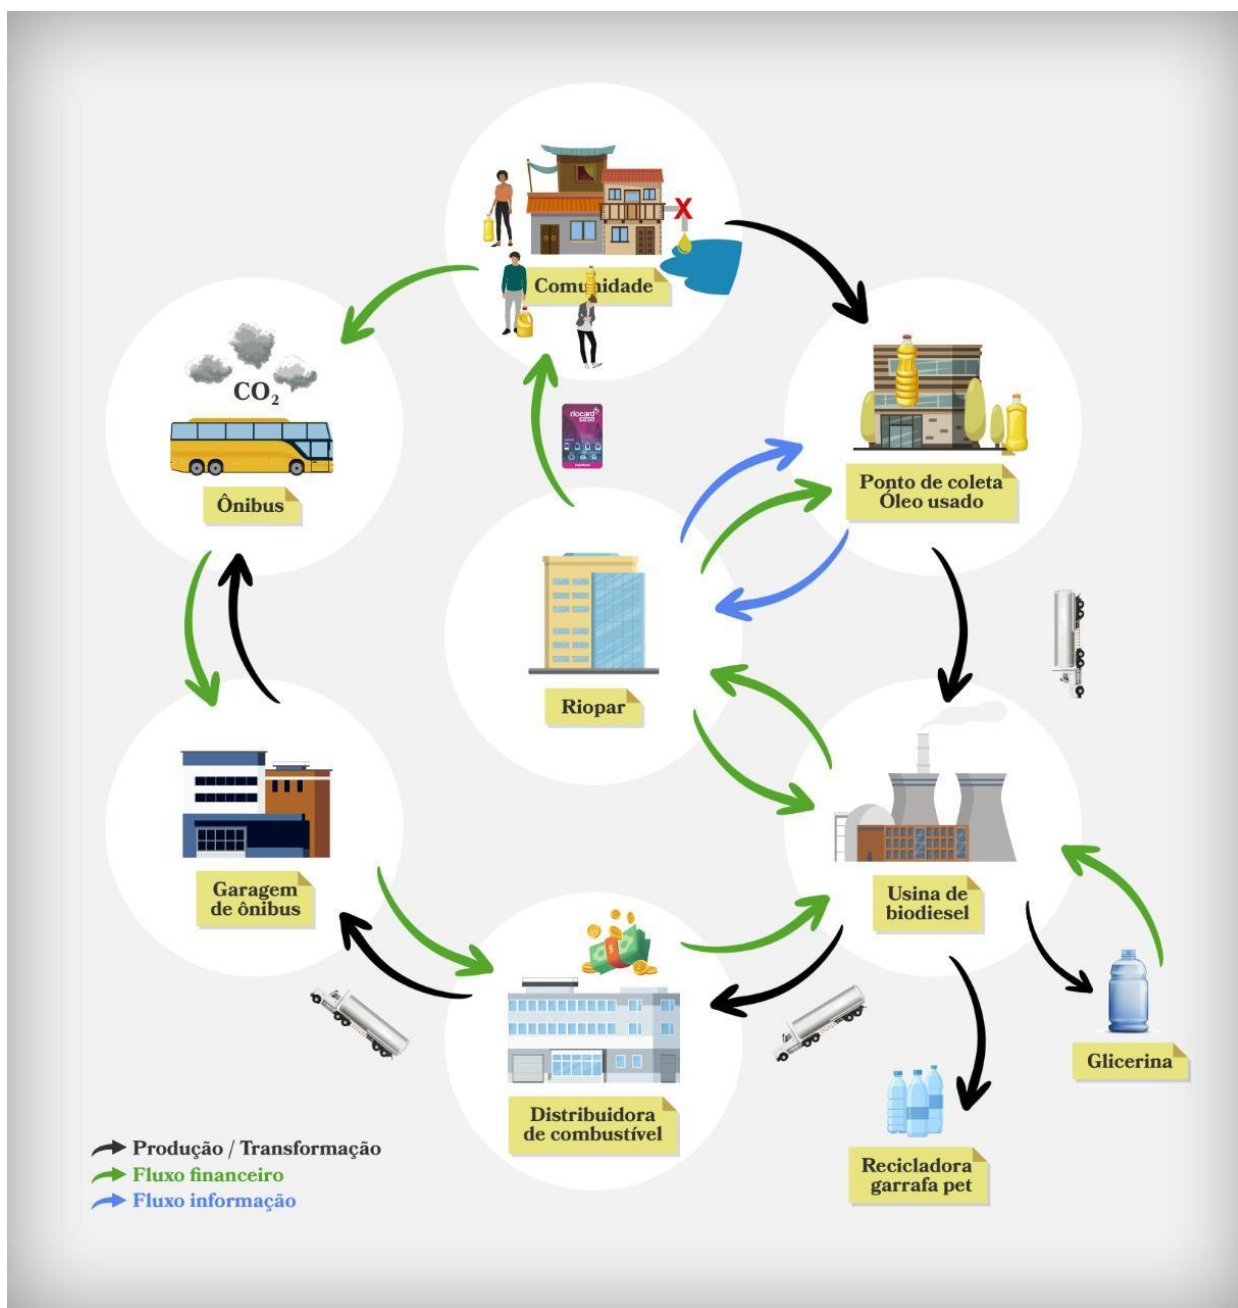 X
Comunidade
CO₂
Ônibus
riocard
Ponto de coleta
Óleo usado
Riopar
Garagem
de ônibus
Usina de
biodiesel
Glicerina
Distribuidora
de combustível
Recicladora
garrafa pet
Produção / Transformação
Fluxo financeiro
Fluxo informação